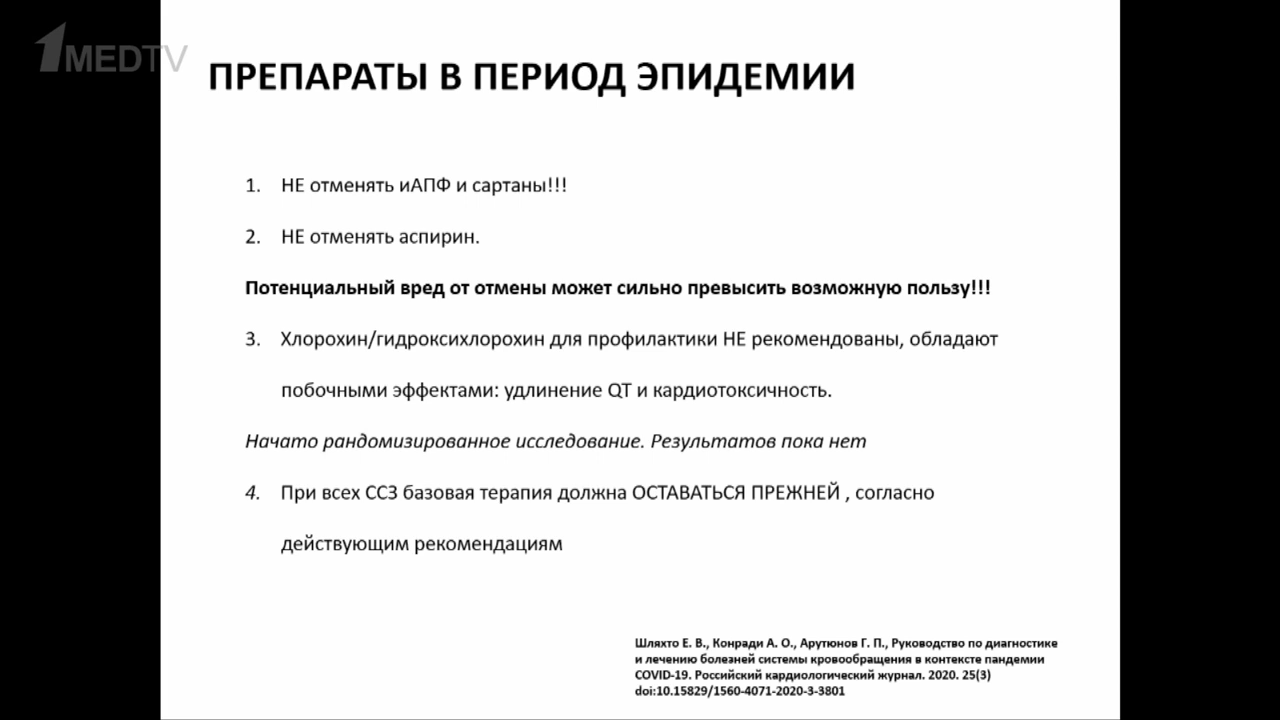 1MEDTV
ПРЕПАРАТЫ В ПЕРИОД ЭПИДЕМИИ
1. НЕ отменять иАПФ и сартаны!!!
2. НЕ отменять аспирин.
Потенциальный вред от отмены может сильно превысить возможную пользу!!!
3. Хлорохин/гидроксихлорохин для профилактики НЕ рекомендованы, обладают
побочными эффектами: удлинение QT и кардиотоксичность.
Начато рандомизированное исследование. Результатов пока нет
4. При всех ССЗ базовая терапия должна ОСТАВАТЬСЯ ПРЕЖНЕЙ , согласно
действующим рекомендациям
Шляхто Е. В., Конради А. О., Арутюнов Г. П., Руководство по диагностике
и лечению болезней системы кровообращения в контексте пандемии
COVID-19. Российский кардиологический журнал. 2020. 25(3)
doi:10.15829/1560-4071-2020-3-3801